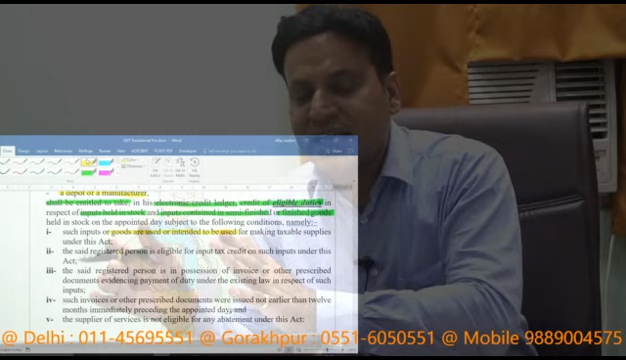 a depot of a manufacturer,
shall be entitled to take, in his electronic credit ledger, credit of eligible duties in
respect of inputs held in stock and inputs contained in semi-finished or finished goods
held in stock on the appointed day subject to the following conditions, namely:–
i- such inputs or goods are used or intended to be used for making taxable supplies
under this Act;
ii- the said registered person is eligible for input tax credit on such inputs under this
Act;
iii- the said registered person is in possession of invoice or other prescribed
documents evidencing payment of duty under the existing law in respect of such
inputs;
iv- such invoices or other prescribed documents were issued not earlier than twelve
months immediately preceding the appointed day; and
v- the supplier of services is not eligible for any abatement under this Act:
@ Delhi : 011-45695551 @ Gorakhpur : 0551-6050551 @ Mobile 9889004575